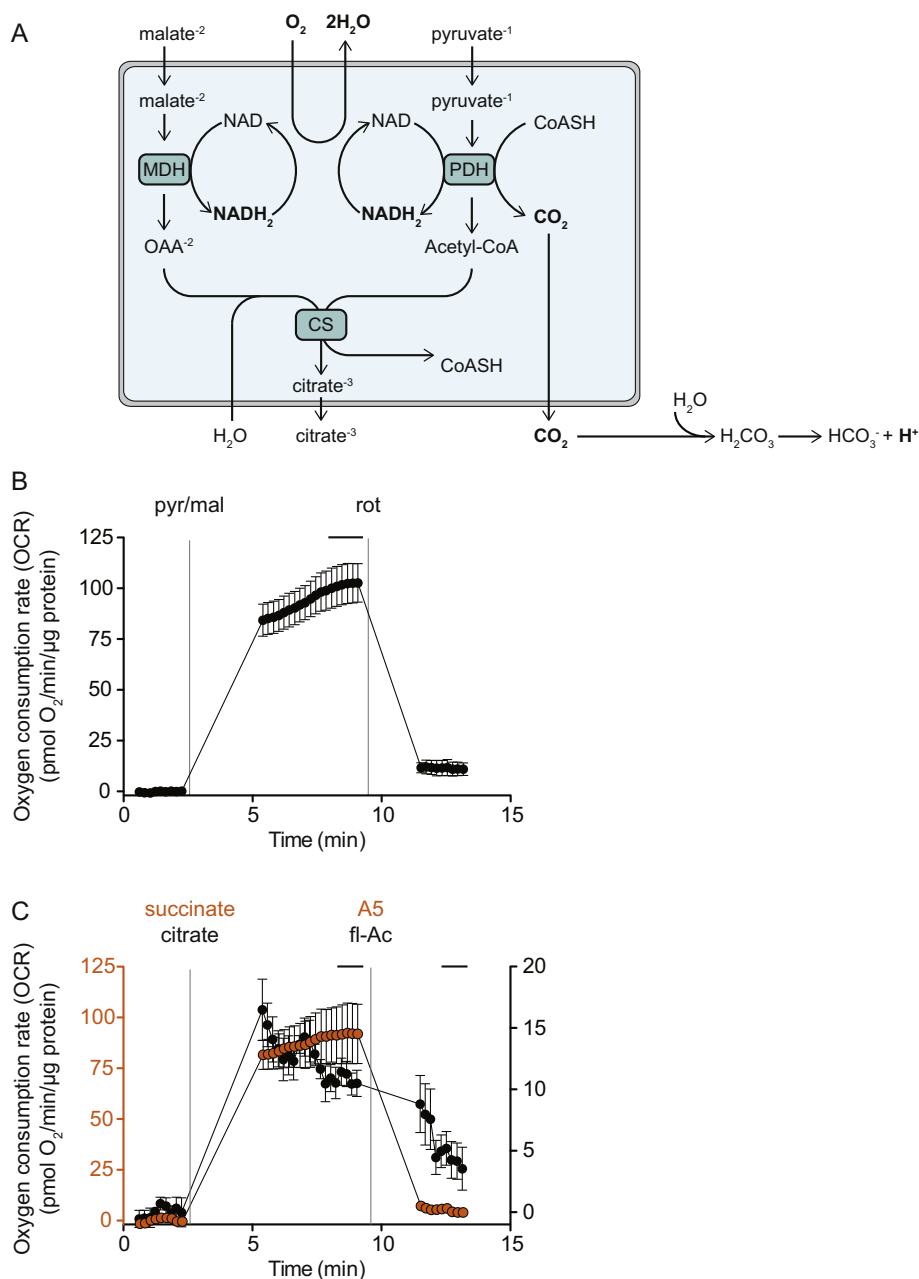 A
malate⁻²
O₂
2H₂O
pyruvate⁻¹
malate⁻²
pyruvate⁻¹
NAD
NAD
CoASH
MDH
PDH
NADH₂
NADH₂
CO₂
OAA⁻²
Acetyl-CoA
CS
CoASH
citrate⁻³
H₂O
citrate⁻³
CO₂
H₂O
H₂CO₃
HCO₃⁻ + H⁺
B
pyr/mal
rot
Oxygen consumption rate (OCR)
(pmol O₂/min/µg protein)
125
100
75
50
25
0
0
5
10
15
Time (min)
C
succinate
A5
citrate
fl-Ac
Oxygen consumption rate (OCR)
(pmol O₂/min/µg protein)
125
100
75
50
25
0
20
15
10
5
0
0
5
10
15
Time (min)